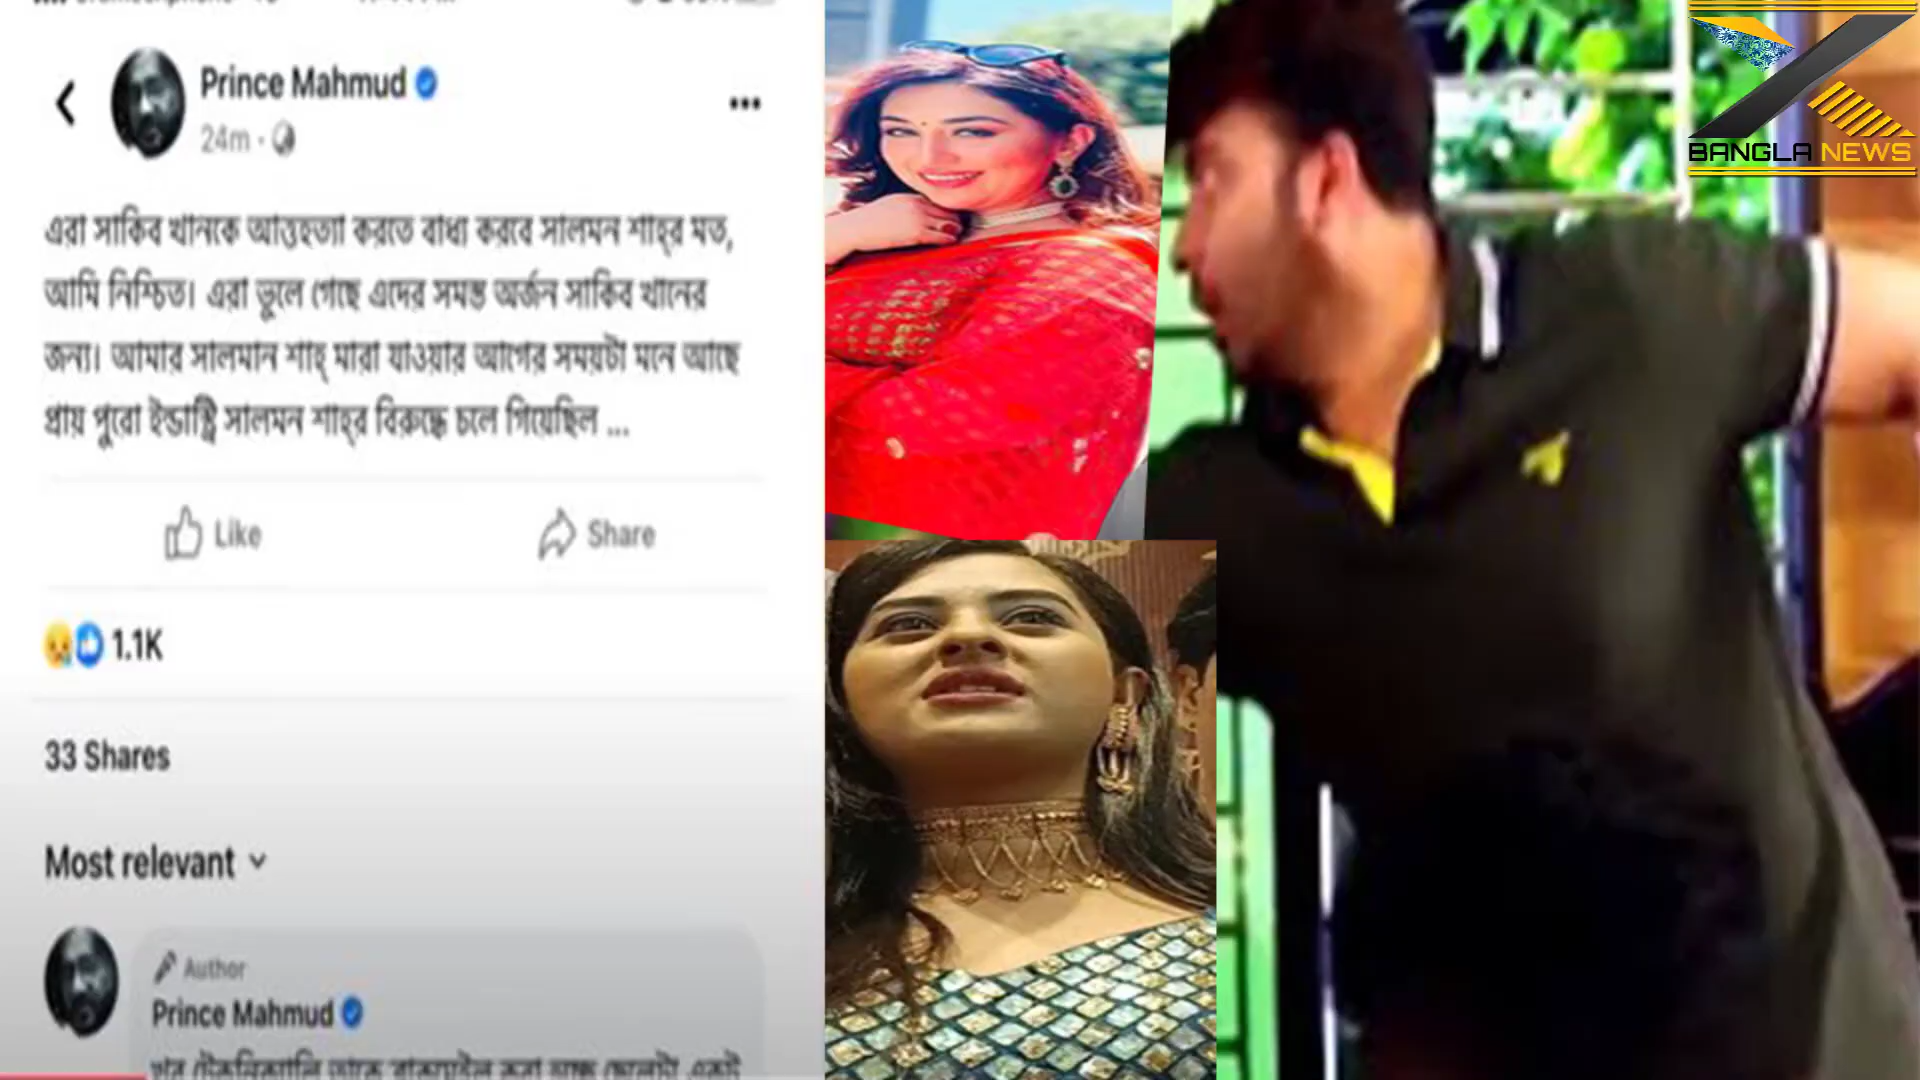 Prince Mahmud
24m
এরা সাকিব খানকে আত্তহত্যা করতে বাধ্য করবে সালমন শাহ্‌র মত,
আমি নিশ্চিত। এরা ভুলে গেছে এদের সমস্ত অর্জন সাকিব খানের
জন্য। আমার সালমান শাহ্ মারা যাওয়ার আগের সময়টা মনে আছে
প্রায় পুরো ইন্ডাষ্ট্রি সালমন শাহ্‌র বিরুদ্ধে চলে গিয়েছিল ...
Like
Share
1.1K
33 Shares
Most relevant
Author
Prince Mahmud
BANGLA NEWS